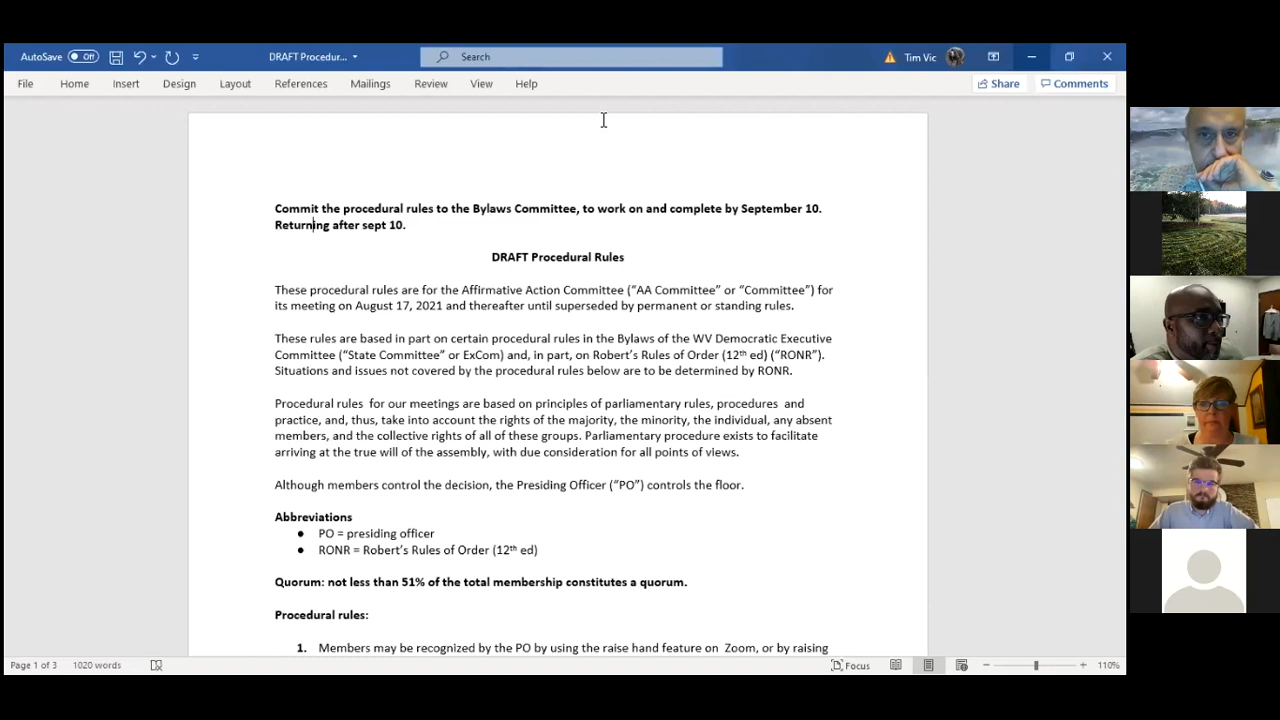 AutoSave Off DRAFT Procedur... Search Tim Vic
File Home Insert Design Layout References Mailings Review View Help Share Comments
Commit the procedural rules to the Bylaws Committee, to work on and complete by September 10.
Returning after sept 10.
DRAFT Procedural Rules
These procedural rules are for the Affirmative Action Committee (“AA Committee” or “Committee”) for
its meeting on August 17, 2021 and thereafter until superseded by permanent or standing rules.
These rules are based in part on certain procedural rules in the Bylaws of the WV Democratic Executive
Committee (“State Committee” or ExCom) and, in part, on Robert’s Rules of Order (12th ed) (“RONR”).
Situations and issues not covered by the procedural rules below are to be determined by RONR.
Procedural rules for our meetings are based on principles of parliamentary rules, procedures and
practice, and, thus, take into account the rights of the majority, the minority, the individual, any absent
members, and the collective rights of all of these groups. Parliamentary procedure exists to facilitate
arriving at the true will of the assembly, with due consideration for all points of views.
Although members control the decision, the Presiding Officer (“PO”) controls the floor.
Abbreviations
● PO = presiding officer
● RONR = Robert’s Rules of Order (12th ed)
Quorum: not less than 51% of the total membership constitutes a quorum.
Procedural rules:
1. Members may be recognized by the PO by using the raise hand feature on Zoom, or by raising
Page 1 of 3 1020 words Focus 110%